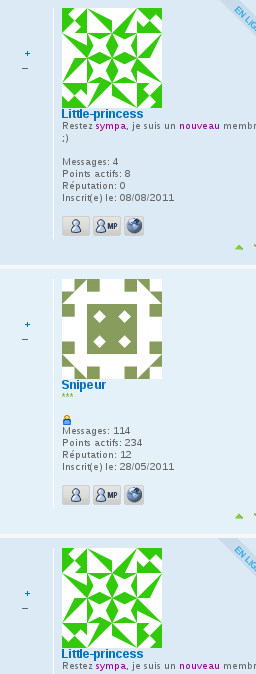 EN LIG
+
–
Little-princess
Restez sympa, je suis un nouveau membr
;)
Messages: 4
Points actifs: 8
Réputation: 0
Inscrit(e) le: 08/08/2011
MP
+
–
Snipeur
***
Messages: 114
Points actifs: 234
Réputation: 12
Inscrit(e) le: 28/05/2011
MP
EN LIG
+
–
Little-princess
Restez sympa, je suis un nouveau membr